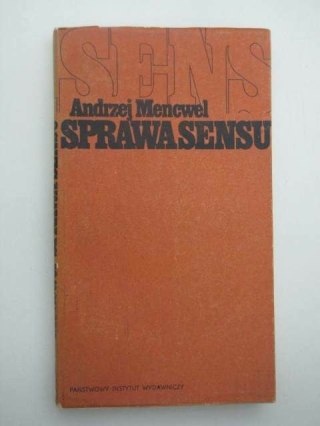 SENS
Andrzej Mencwel
SPRAWA SENSU
PAŃSTWOWY INSTYTUT WYDAWNICZY